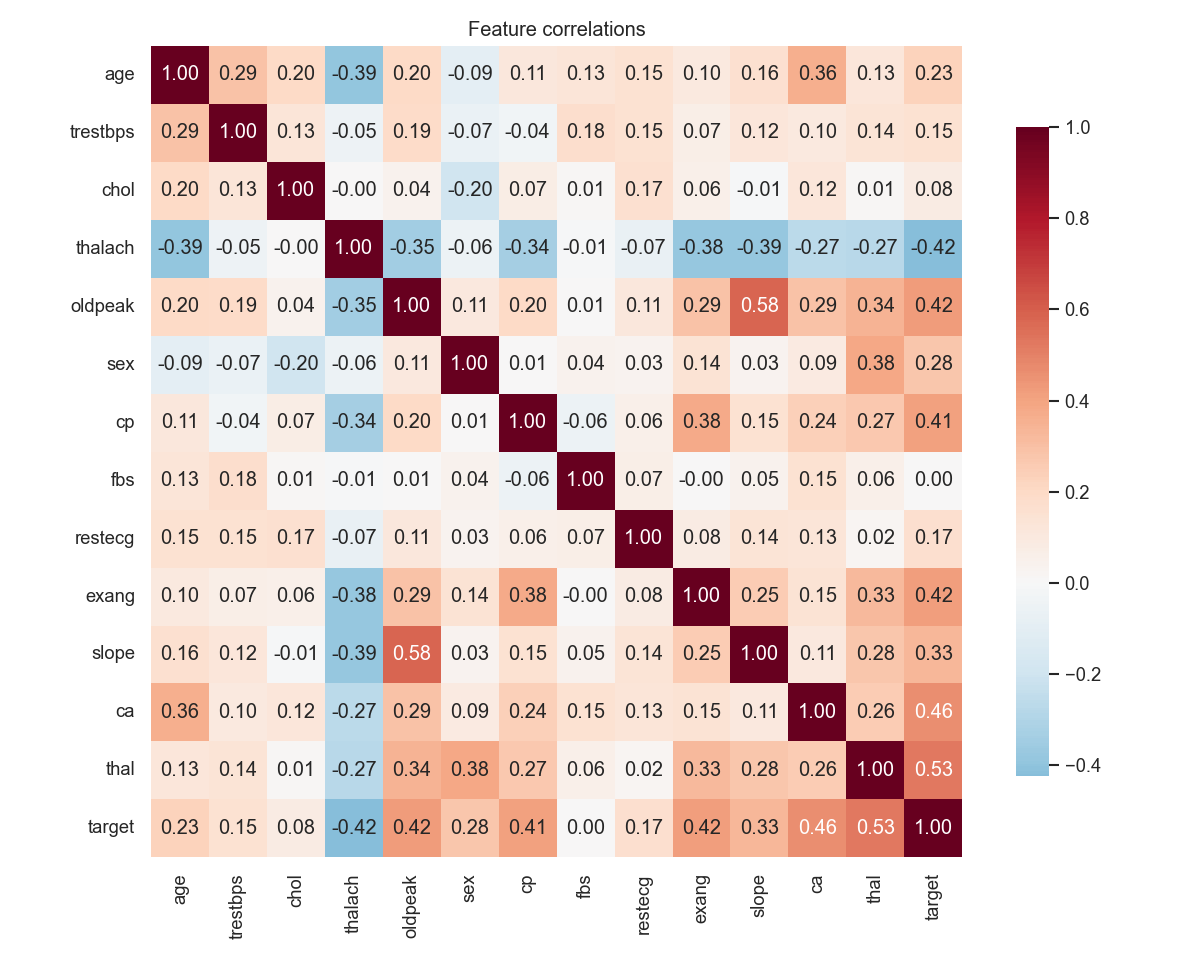 Feature correlations
age 1.00 0.29 0.20 -0.39 0.20 -0.09 0.11 0.13 0.15 0.10 0.16 0.36 0.13 0.23
1.0
trestbps 0.29 1.00 0.13 -0.05 0.19 -0.07 -0.04 0.18 0.15 0.07 0.12 0.10 0.14 0.15
chol 0.20 0.13 1.00 -0.00 0.04 -0.20 0.07 0.01 0.17 0.06 -0.01 0.12 0.01 0.08
0.8
thalach -0.39 -0.05 -0.00 1.00 -0.35 -0.06 -0.34 -0.01 -0.07 -0.38 -0.39 -0.27 -0.27 -0.42
oldpeak 0.20 0.19 0.04 -0.35 1.00 0.11 0.20 0.01 0.11 0.29 0.58 0.29 0.34 0.42
0.6
sex -0.09 -0.07 -0.20 -0.06 0.11 1.00 0.01 0.04 0.03 0.14 0.03 0.09 0.38 0.28
0.4
cp 0.11 -0.04 0.07 -0.34 0.20 0.01 1.00 -0.06 0.06 0.38 0.15 0.24 0.27 0.41
fbs 0.13 0.18 0.01 -0.01 0.01 0.04 -0.06 1.00 0.07 -0.00 0.05 0.15 0.06 0.00
0.2
restecg 0.15 0.15 0.17 -0.07 0.11 0.03 0.06 0.07 1.00 0.08 0.14 0.13 0.02 0.17
0.0
exang 0.10 0.07 0.06 -0.38 0.29 0.14 0.38 -0.00 0.08 1.00 0.25 0.15 0.33 0.42
slope 0.16 0.12 -0.01 -0.39 0.58 0.03 0.15 0.05 0.14 0.25 1.00 0.11 0.28 0.33
−0.2
ca 0.36 0.10 0.12 -0.27 0.29 0.09 0.24 0.15 0.13 0.15 0.11 1.00 0.26 0.46
thal 0.13 0.14 0.01 -0.27 0.34 0.38 0.27 0.06 0.02 0.33 0.28 0.26 1.00 0.53
−0.4
target 0.23 0.15 0.08 -0.42 0.42 0.28 0.41 0.00 0.17 0.42 0.33 0.46 0.53 1.00
age trestbps chol thalach oldpeak sex cp fbs restecg exang slope ca thal target